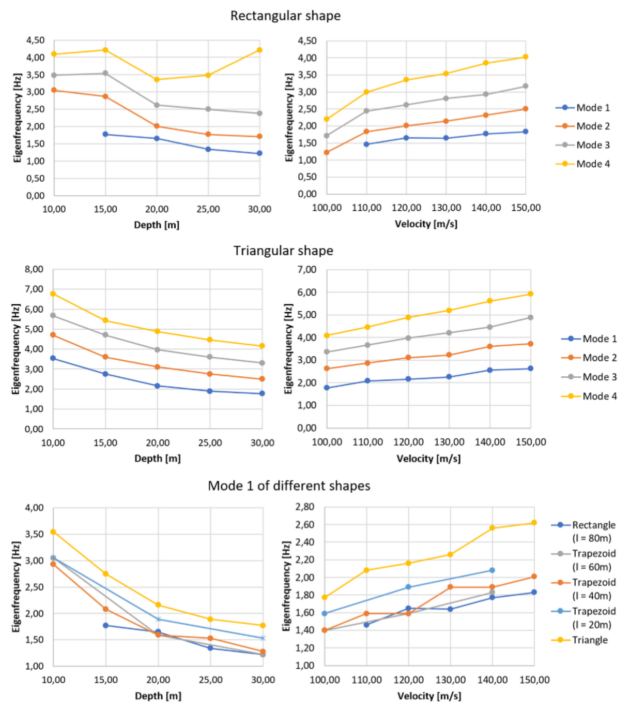 Rectangular shape
Eigenfrequency [Hz]
4,50
4,00
3,50
3,00
2,50
2,00
1,50
1,00
0,50
0,00
10,00 15,00 20,00 25,00 30,00
Depth [m]
Eigenfrequency [Hz]
4,50
4,00
3,50
3,00
2,50
2,00
1,50
1,00
0,50
0,00
100,00 110,00 120,00 130,00 140,00 150,00
Velocity [m/s]
Mode 1
Mode 2
Mode 3
Mode 4
Triangular shape
Eigenfrequency [Hz]
8,00
7,00
6,00
5,00
4,00
3,00
2,00
1,00
0,00
10,00 15,00 20,00 25,00 30,00
Depth [m]
Eigenfrequency [Hz]
7,00
6,00
5,00
4,00
3,00
2,00
1,00
0,00
100,00 110,00 120,00 130,00 140,00 150,00
Velocity [m/s]
Mode 1
Mode 2
Mode 3
Mode 4
Mode 1 of different shapes
Eigenfrequency [Hz]
4,00
3,50
3,00
2,50
2,00
1,50
1,00
10,00 15,00 20,00 25,00 30,00
Depth [m]
Eigenfrequency [Hz]
2,80
2,60
2,40
2,20
2,00
1,80
1,60
1,40
1,20
1,00
100,00 110,00 120,00 130,00 140,00 150,00
Velocity [m/s]
Rectangle
(l = 80m)
Trapezoid
(l = 60m)
Trapezoid
(l = 40m)
Trapezoid
(l = 20m)
Triangle